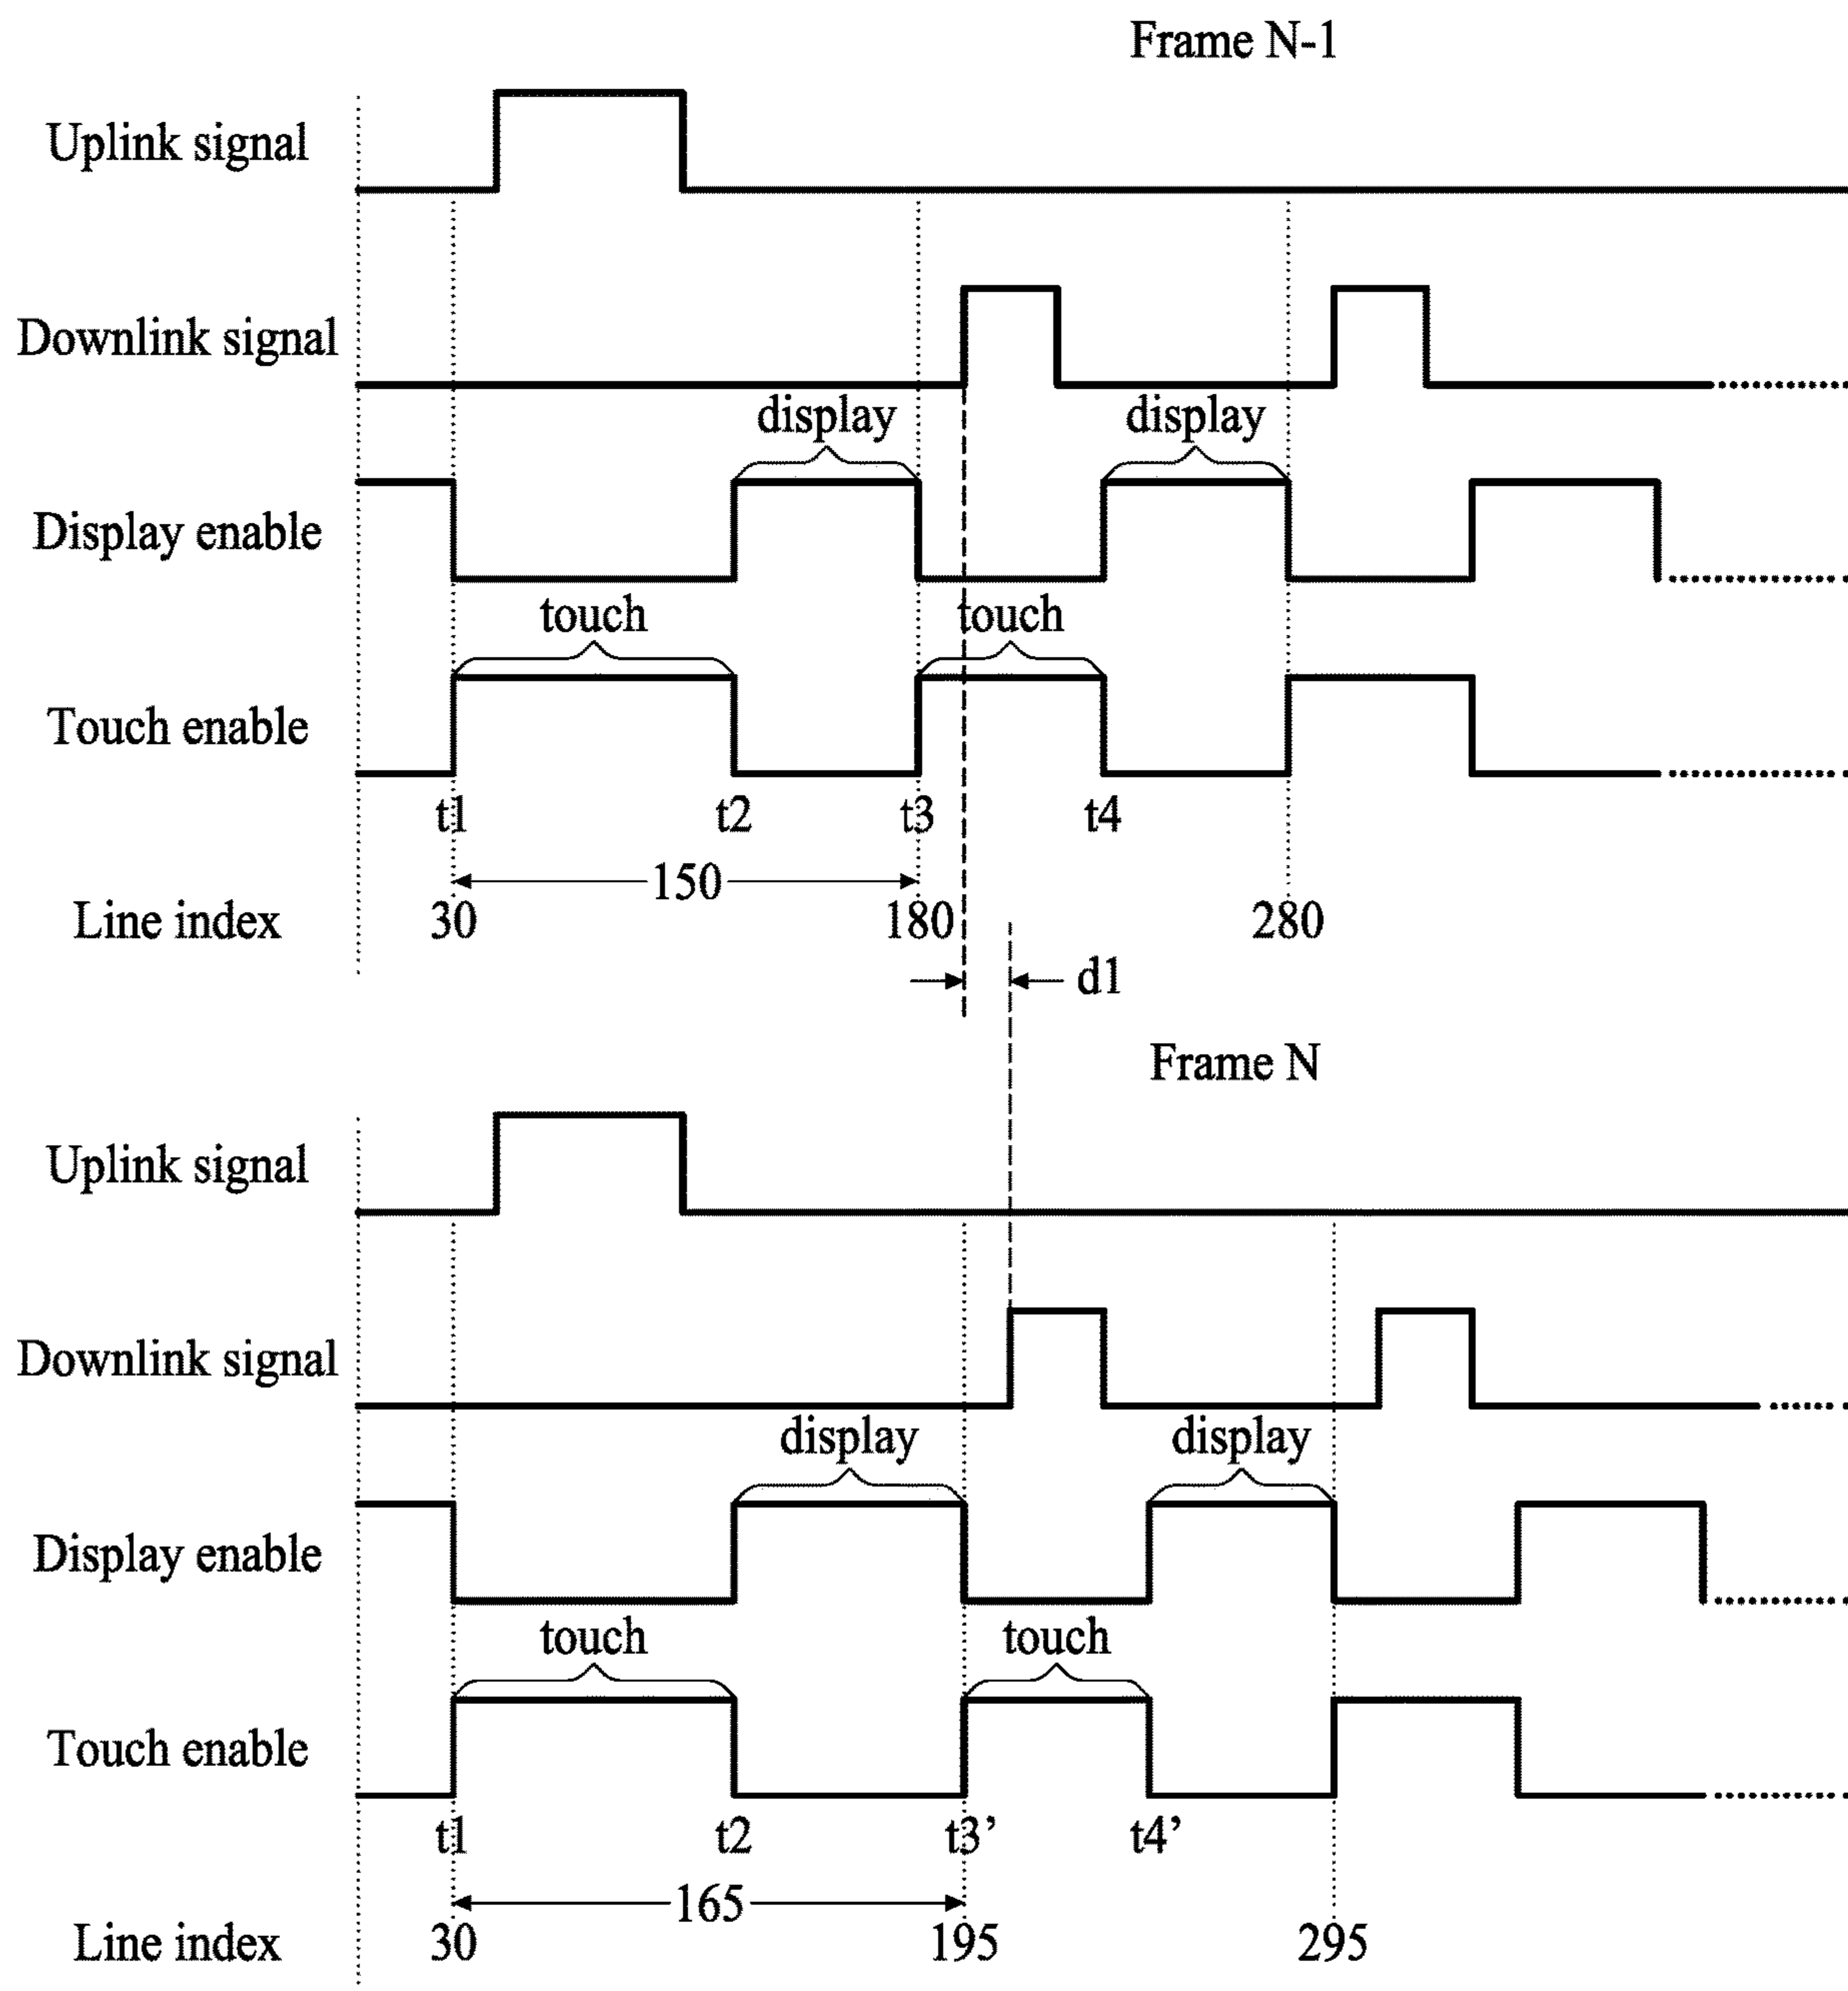 Frame N-1
Uplink signal
Downlink signal
display display
Display enable
touch touch
Touch enable
t1 t2 t3 t4
150
Line index 30 180 280
d1
Frame N
Uplink signal
Downlink signal
display display
Display enable
touch touch
Touch enable
t1 t2 t3’ t4’
165
Line index 30 195 295